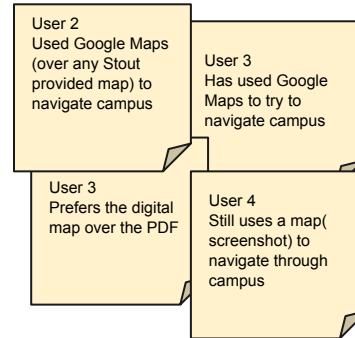 User 2
Used Google Maps
(over any Stout
provided map) to
navigate campus
User 3
Has used Google
Maps to try to
navigate campus
User 3
Prefers the digital
map over the PDF
User 4
Still uses a map(
screenshot) to
navigate through
campus